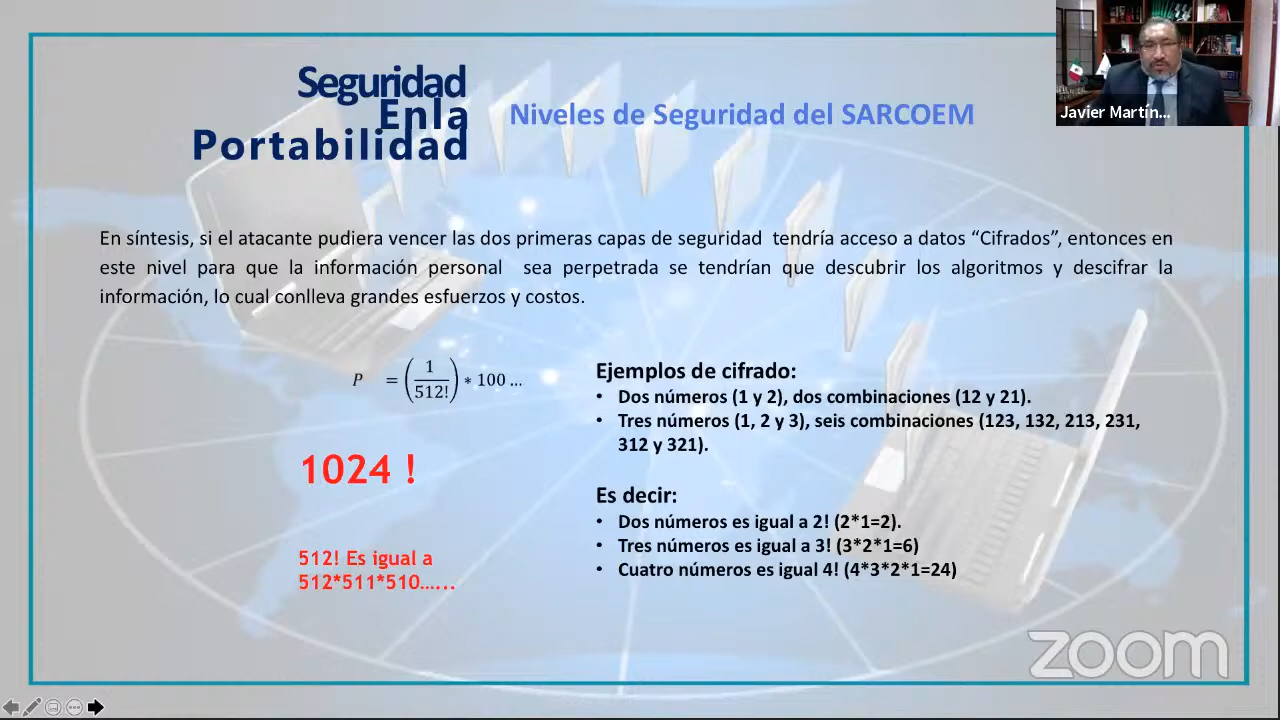 Seguridad
Enla
Portabilidad
Niveles de Seguridad del SARCOEM
Javier Martín...
En síntesis, si el atacante pudiera vencer las dos primeras capas de seguridad tendría acceso a datos “Cifrados”, entonces en
este nivel para que la información personal sea perpetrada se tendrían que descubrir los algoritmos y descifrar la
información, lo cual conlleva grandes esfuerzos y costos.
P = (1/512!) * 100 ...
1024 !
512! Es igual a
512*511*510......
Ejemplos de cifrado:
• Dos números (1 y 2), dos combinaciones (12 y 21).
• Tres números (1, 2 y 3), seis combinaciones (123, 132, 213, 231,
312 y 321).
Es decir:
• Dos números es igual a 2! (2*1=2).
• Tres números es igual a 3! (3*2*1=6)
• Cuatro números es igual 4! (4*3*2*1=24)
zoom